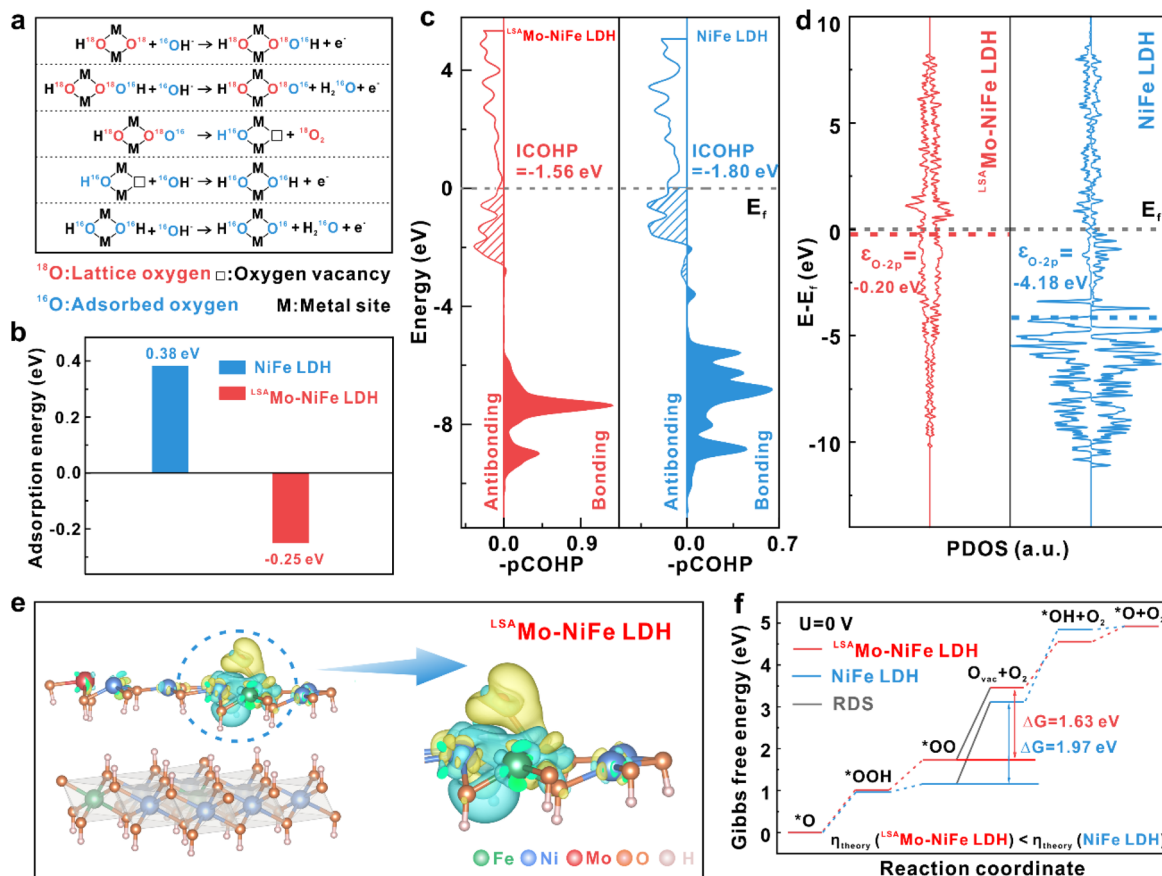 a
H¹⁸O M M O¹⁸ + ¹⁶OH⁻ → H¹⁸O M M O¹⁸O¹⁶H + e⁻
H¹⁸O M M O¹⁸O¹⁶H + ¹⁶OH⁻ → H¹⁸O M M O¹⁸O¹⁶ + H₂¹⁶O + e⁻
H¹⁸O M M O¹⁸O¹⁶ → H¹⁶O M M □ + ¹⁸O₂
H¹⁶O M M □ + ¹⁶OH⁻ → H¹⁶O M M O¹⁶H + e⁻
H¹⁶O M M O¹⁶H + ¹⁶OH⁻ → H¹⁶O M M O¹⁶ + H₂¹⁶O + e⁻
¹⁸O:Lattice oxygen □:Oxygen vacancy
¹⁶O:Adsorbed oxygen M:Metal site
b
Adsorption energy (eV)
0.4
0.2
0.0
-0.2
0.38 eV
-0.25 eV
NiFe LDH
ᴸˢᴬMo-NiFe LDH
c
Energy (eV)
4
0
-4
-8
ᴸˢᴬMo-NiFe LDH
ICOHP
=-1.56 eV
Antibonding
Bonding
0.0 0.9
-pCOHP
NiFe LDH
ICOHP
=-1.80 eV
E_f
Antibonding
Bonding
0.0 0.7
-pCOHP
d
E-E_f (eV)
10
5
0
-5
-10
ᴸˢᴬMo-NiFe LDH
ε_O-2p=
-0.20 eV
NiFe LDH
E_f
ε_O-2p=
-4.18 eV
PDOS (a.u.)
e
ᴸˢᴬMo-NiFe LDH
Fe Ni Mo O H
f
Gibbs free energy (eV)
5
4
3
2
1
0
U=0 V
ᴸˢᴬMo-NiFe LDH
NiFe LDH
RDS
*O
*OOH
*OO
O_vac+O₂
*OH+O₂
*O+O₂
ΔG=1.63 eV
ΔG=1.97 eV
η_theory (ᴸˢᴬMo-NiFe LDH) < η_theory (NiFe LDH)
Reaction coordinate